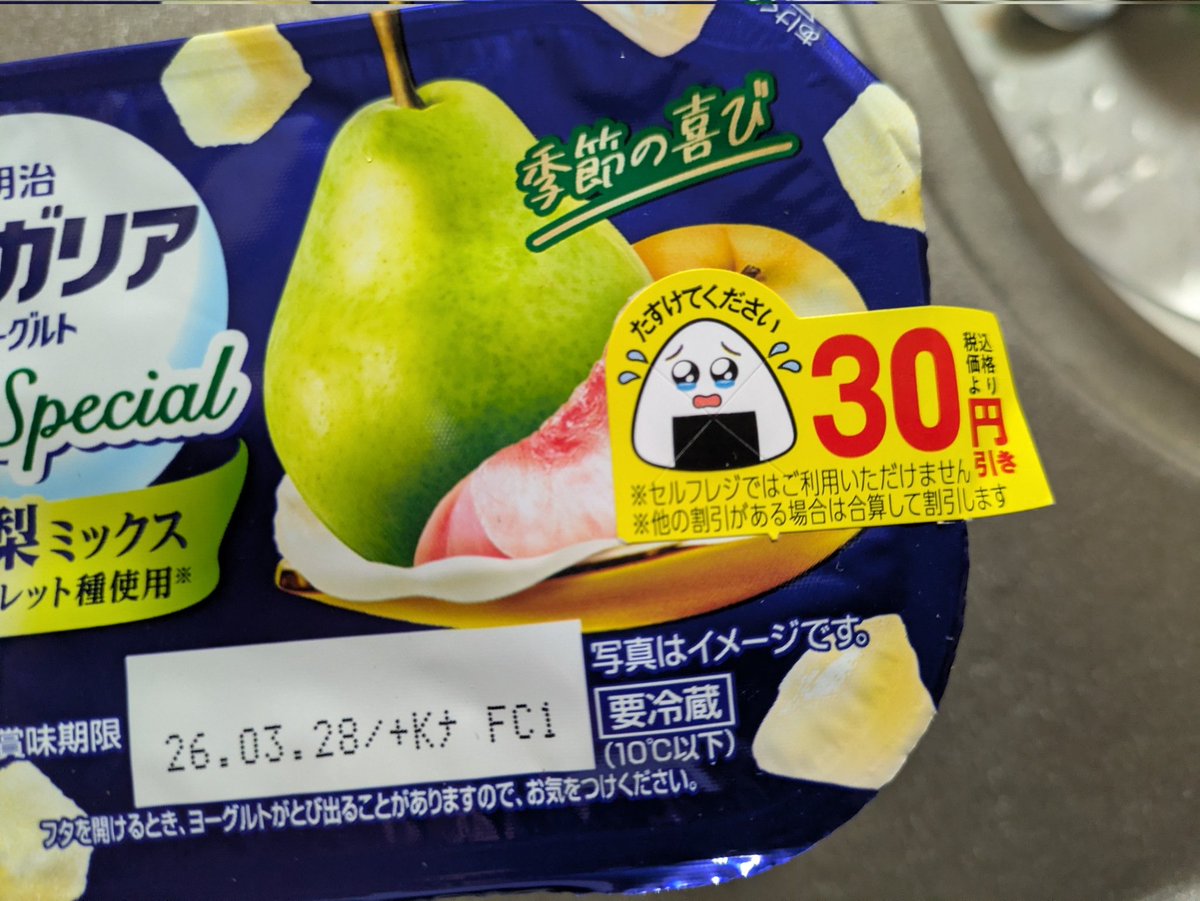 季節の喜び
明治
ガリア
ーグルト
Special
梨ミックス
レット種使用※
たすけてください
30円引き
税込価格より
※セルフレジではご利用いただけません
※他の割引がある場合は合算して割引します
写真はイメージです。
賞味期限
26.03.28/+Kナ FC1
要冷蔵
(10℃以下)
フタを開けるとき、ヨーグルトがとび出ることがありますので、お気をつけください。